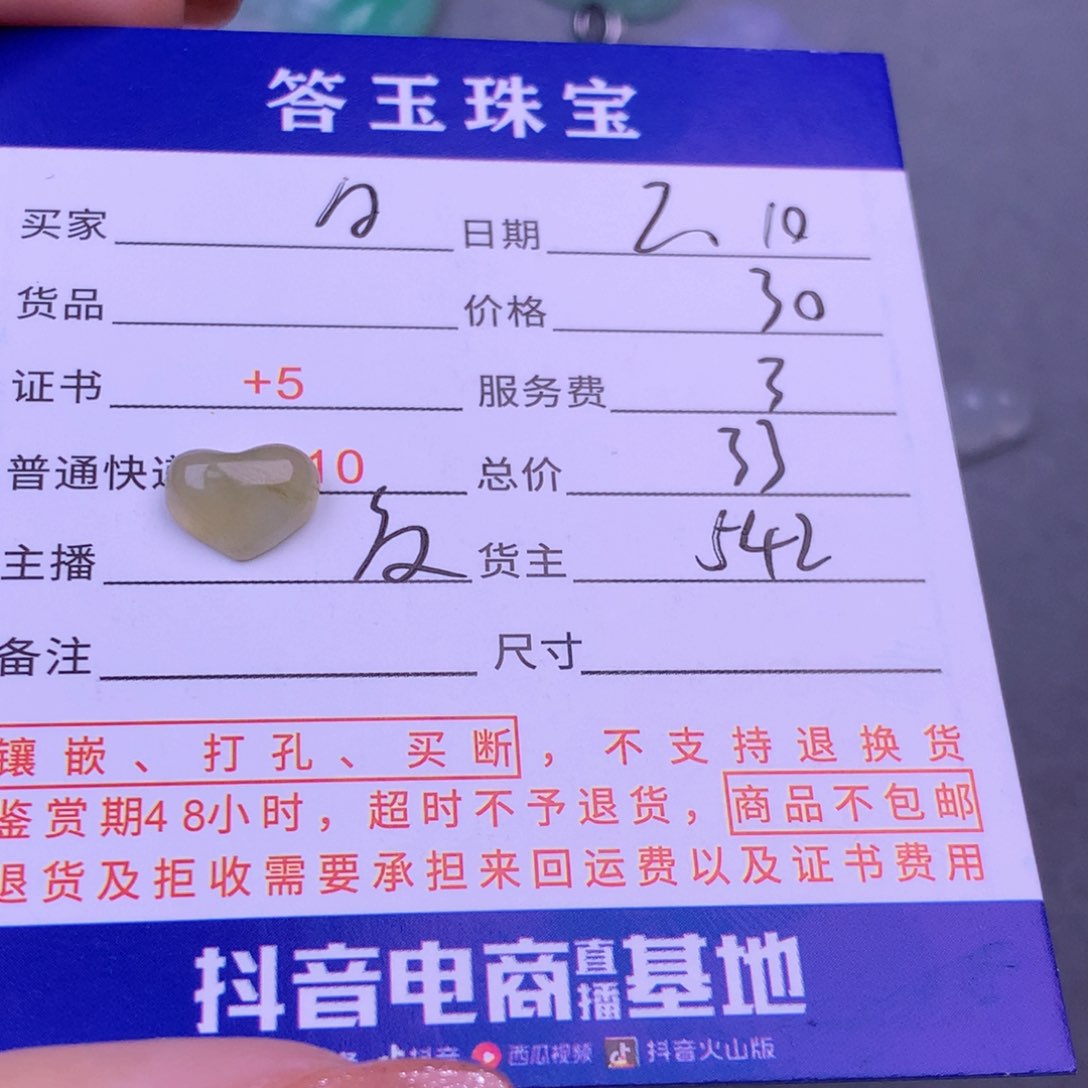 答玉珠宝
买家 日期 2、10
货品 价格 30
证书 +5 服务费 3
普通快 10 总价 33
主播 货主 542
备注 尺寸
镶嵌、打孔、买断，不支持退换货
鉴赏期48小时，超时不予退货，商品不包邮
退货及拒收需要承担来回运费以及证书费用
抖音电商直播基地
抖音 西瓜视频 抖音火山版